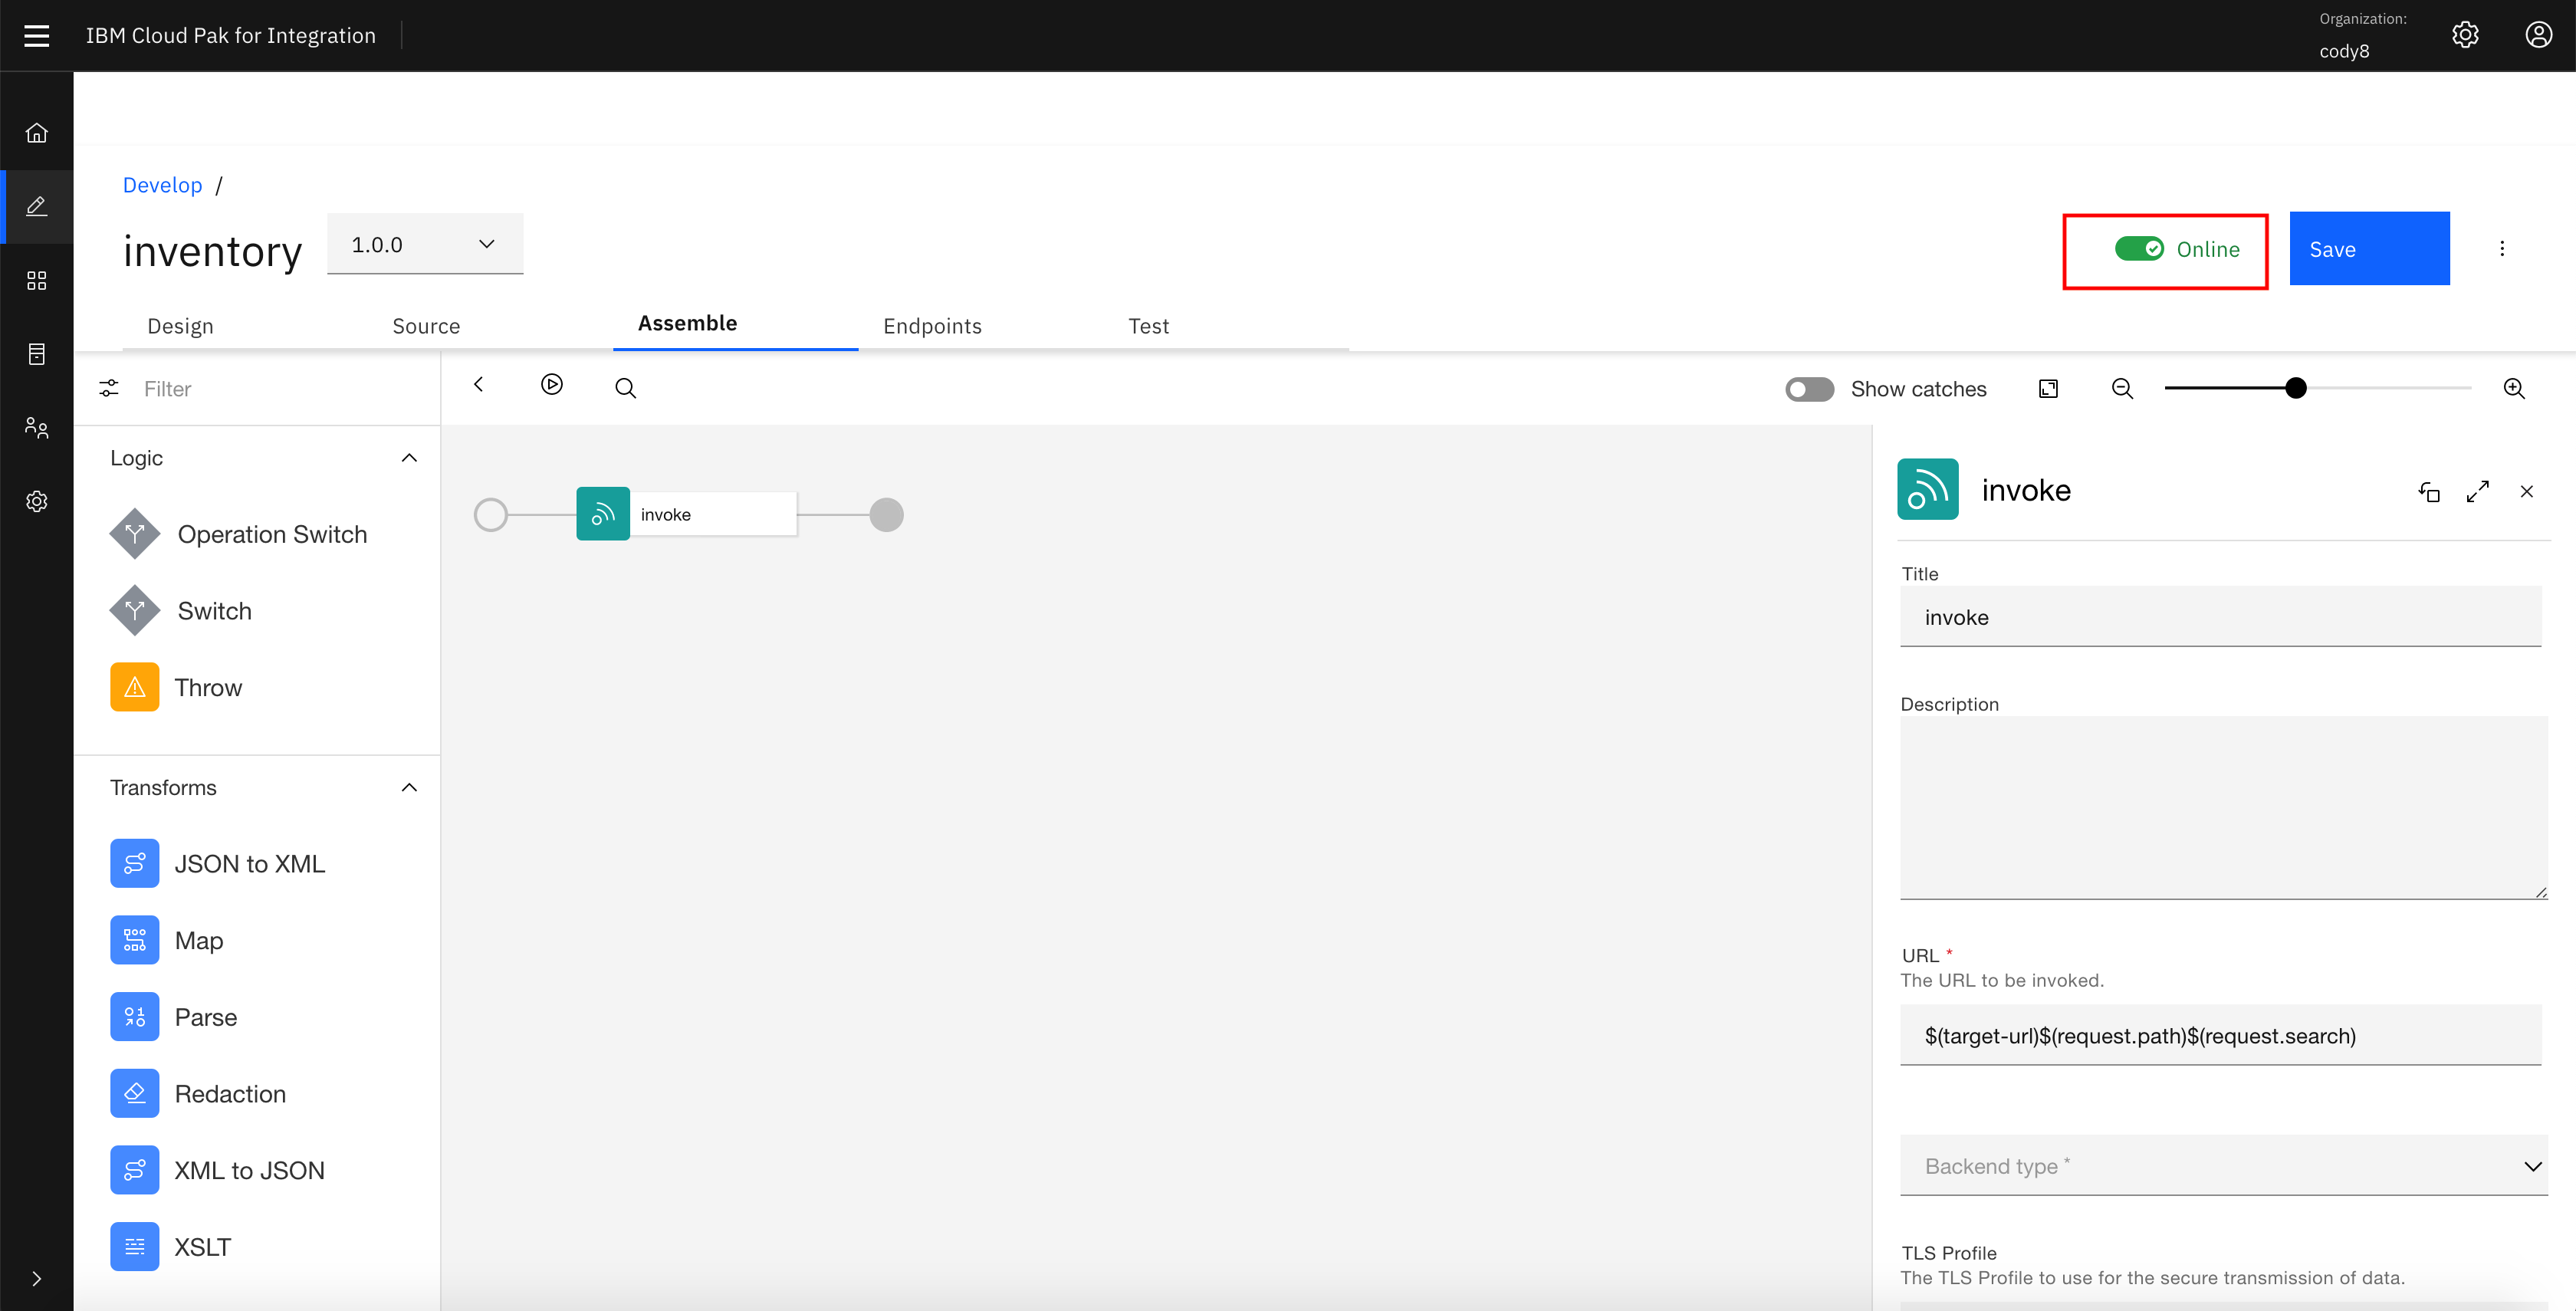 IBM Cloud Pak for Integration
Organization:
cody8
Develop /
inventory
1.0.0
Online
Save
Design
Source
Assemble
Endpoints
Test
Filter
Show catches
Logic
Operation Switch
Switch
Throw
Transforms
JSON to XML
Map
Parse
Redaction
XML to JSON
XSLT
invoke
invoke
Title
invoke
Description
URL *
The URL to be invoked.
$(target-url)$(request.path)$(request.search)
Backend type *
TLS Profile
The TLS Profile to use for the secure transmission of data.